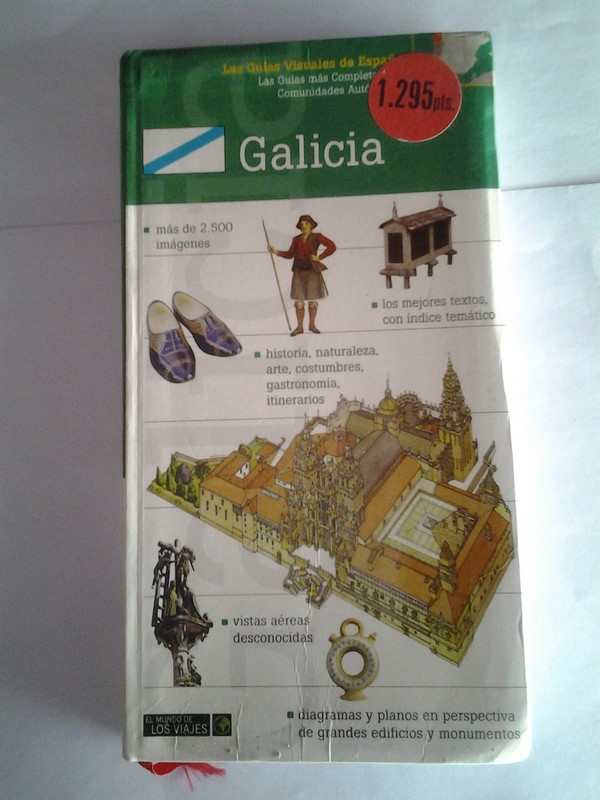 Las Guías Visuales de Espa
Las Guías más Completa
Comunidades Autó
1.295 pts.
Galicia
más de 2.500
imágenes
los mejores textos,
con índice temático
historia, naturaleza,
arte, costumbres,
gastronomía,
itinerarios
vistas aéreas
desconocidas
EL MUNDO DE
LOS VIAJES
diagramas y planos en perspectiva
de grandes edificios y monumentos